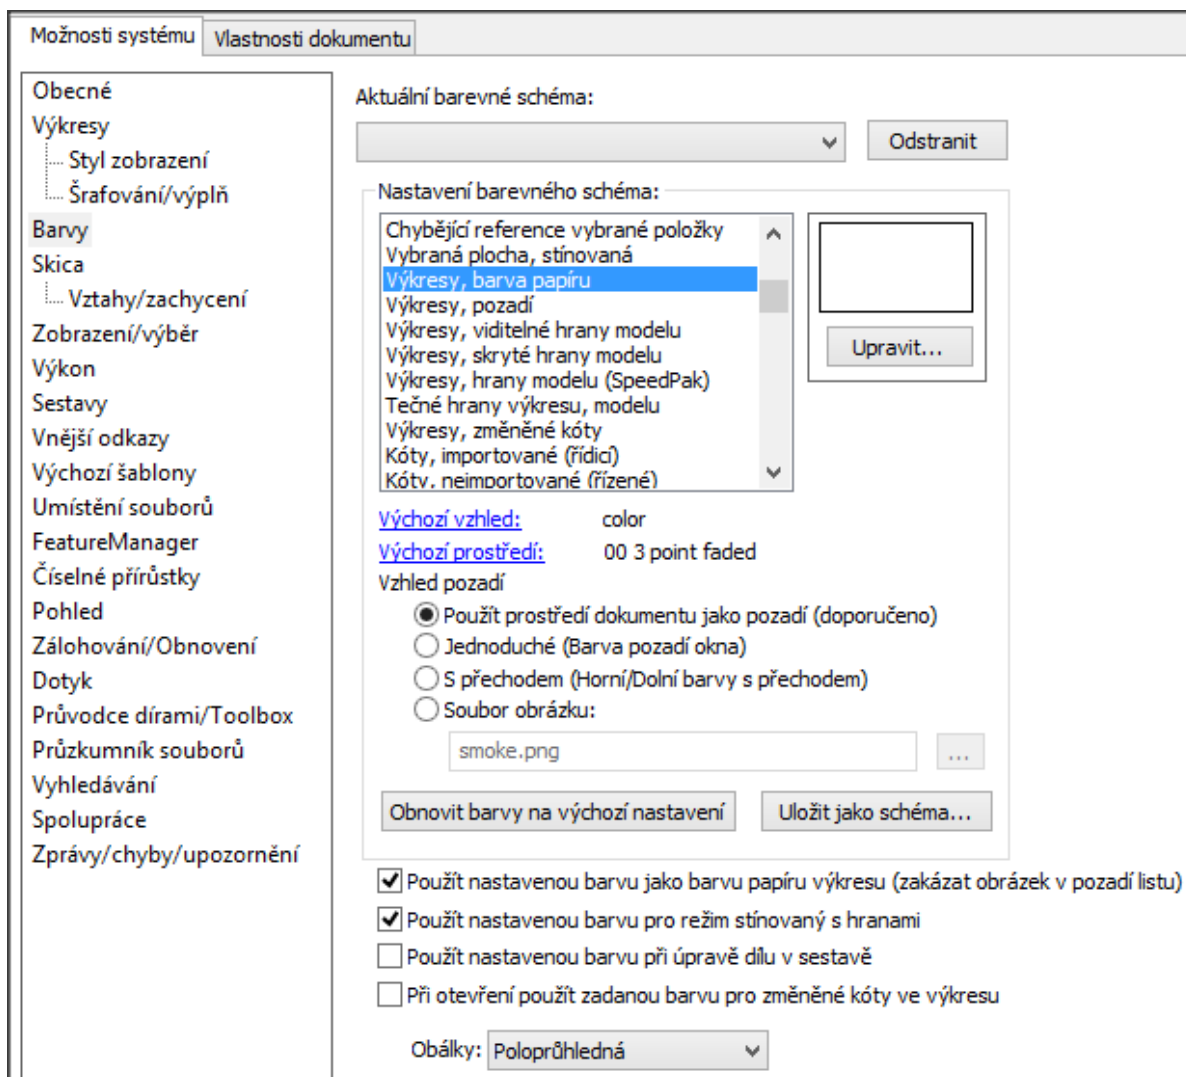 Možnosti systému
Vlastnosti dokumentu
Obecné
Výkresy
Styl zobrazení
Šrafování/výplň
Barvy
Skica
Vztahy/zachycení
Zobrazení/výběr
Výkon
Sestavy
Vnější odkazy
Výchozí šablony
Umístění souborů
FeatureManager
Číselné přírůstky
Pohled
Zálohování/Obnovení
Dotyk
Průvodce dírami/Toolbox
Průzkumník souborů
Vyhledávání
Spolupráce
Zprávy/chyby/upozornění
Aktuální barevné schéma:
Odstranit
Nastavení barevného schéma:
Chybějící reference vybrané položky
Vybraná plocha, stínovaná
Výkresy, barva papíru
Výkresy, pozadí
Výkresy, viditelné hrany modelu
Výkresy, skryté hrany modelu
Výkresy, hrany modelu (SpeedPak)
Tečné hrany výkresu, modelu
Výkresy, změněné kóty
Kóty, importované (řídicí)
Kóty, neimportované (řízené)
Upravit...
Výchozí vzhled: color
Výchozí prostředí: 00 3 point faded
Vzhled pozadí
Použít prostředí dokumentu jako pozadí (doporučeno)
Jednoduché (Barva pozadí okna)
S přechodem (Horní/Dolní barvy s přechodem)
Soubor obrázku:
smoke.png
...
Obnovit barvy na výchozí nastavení
Uložit jako schéma...
Použít nastavenou barvu jako barvu papíru výkresu (zakázat obrázek v pozadí listu)
Použít nastavenou barvu pro režim stínovaný s hranami
Použít nastavenou barvu při úpravě dílu v sestavě
Při otevření použít zadanou barvu pro změněné kóty ve výkresu
Obálky: Poloprůhledná